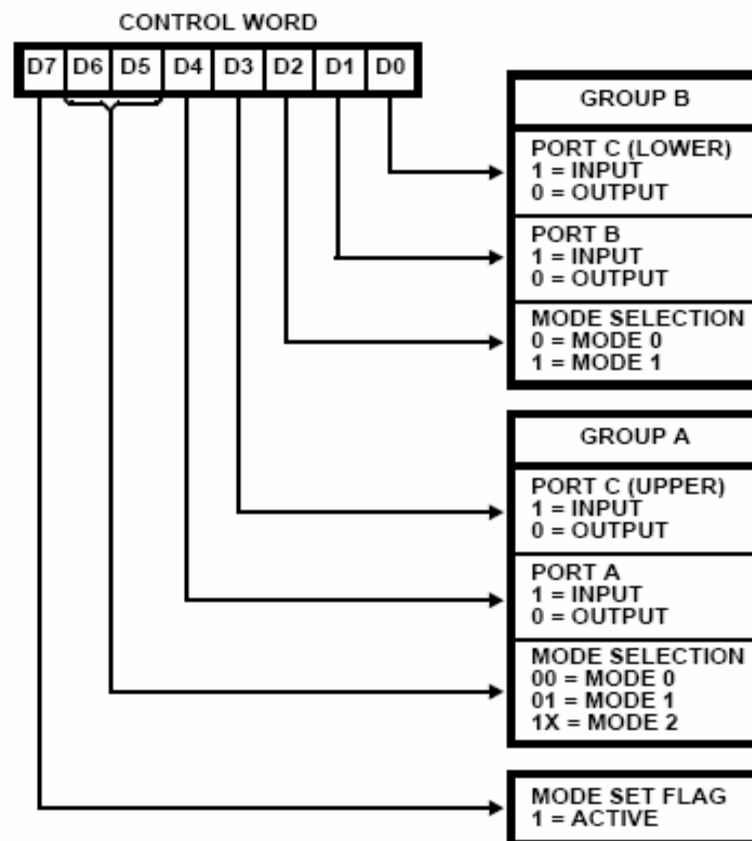 CONTROL WORD
D7 D6 D5 D4 D3 D2 D1 D0
GROUP B
PORT C (LOWER)
1 = INPUT
0 = OUTPUT
PORT B
1 = INPUT
0 = OUTPUT
MODE SELECTION
0 = MODE 0
1 = MODE 1
GROUP A
PORT C (UPPER)
1 = INPUT
0 = OUTPUT
PORT A
1 = INPUT
0 = OUTPUT
MODE SELECTION
00 = MODE 0
01 = MODE 1
1X = MODE 2
MODE SET FLAG
1 = ACTIVE